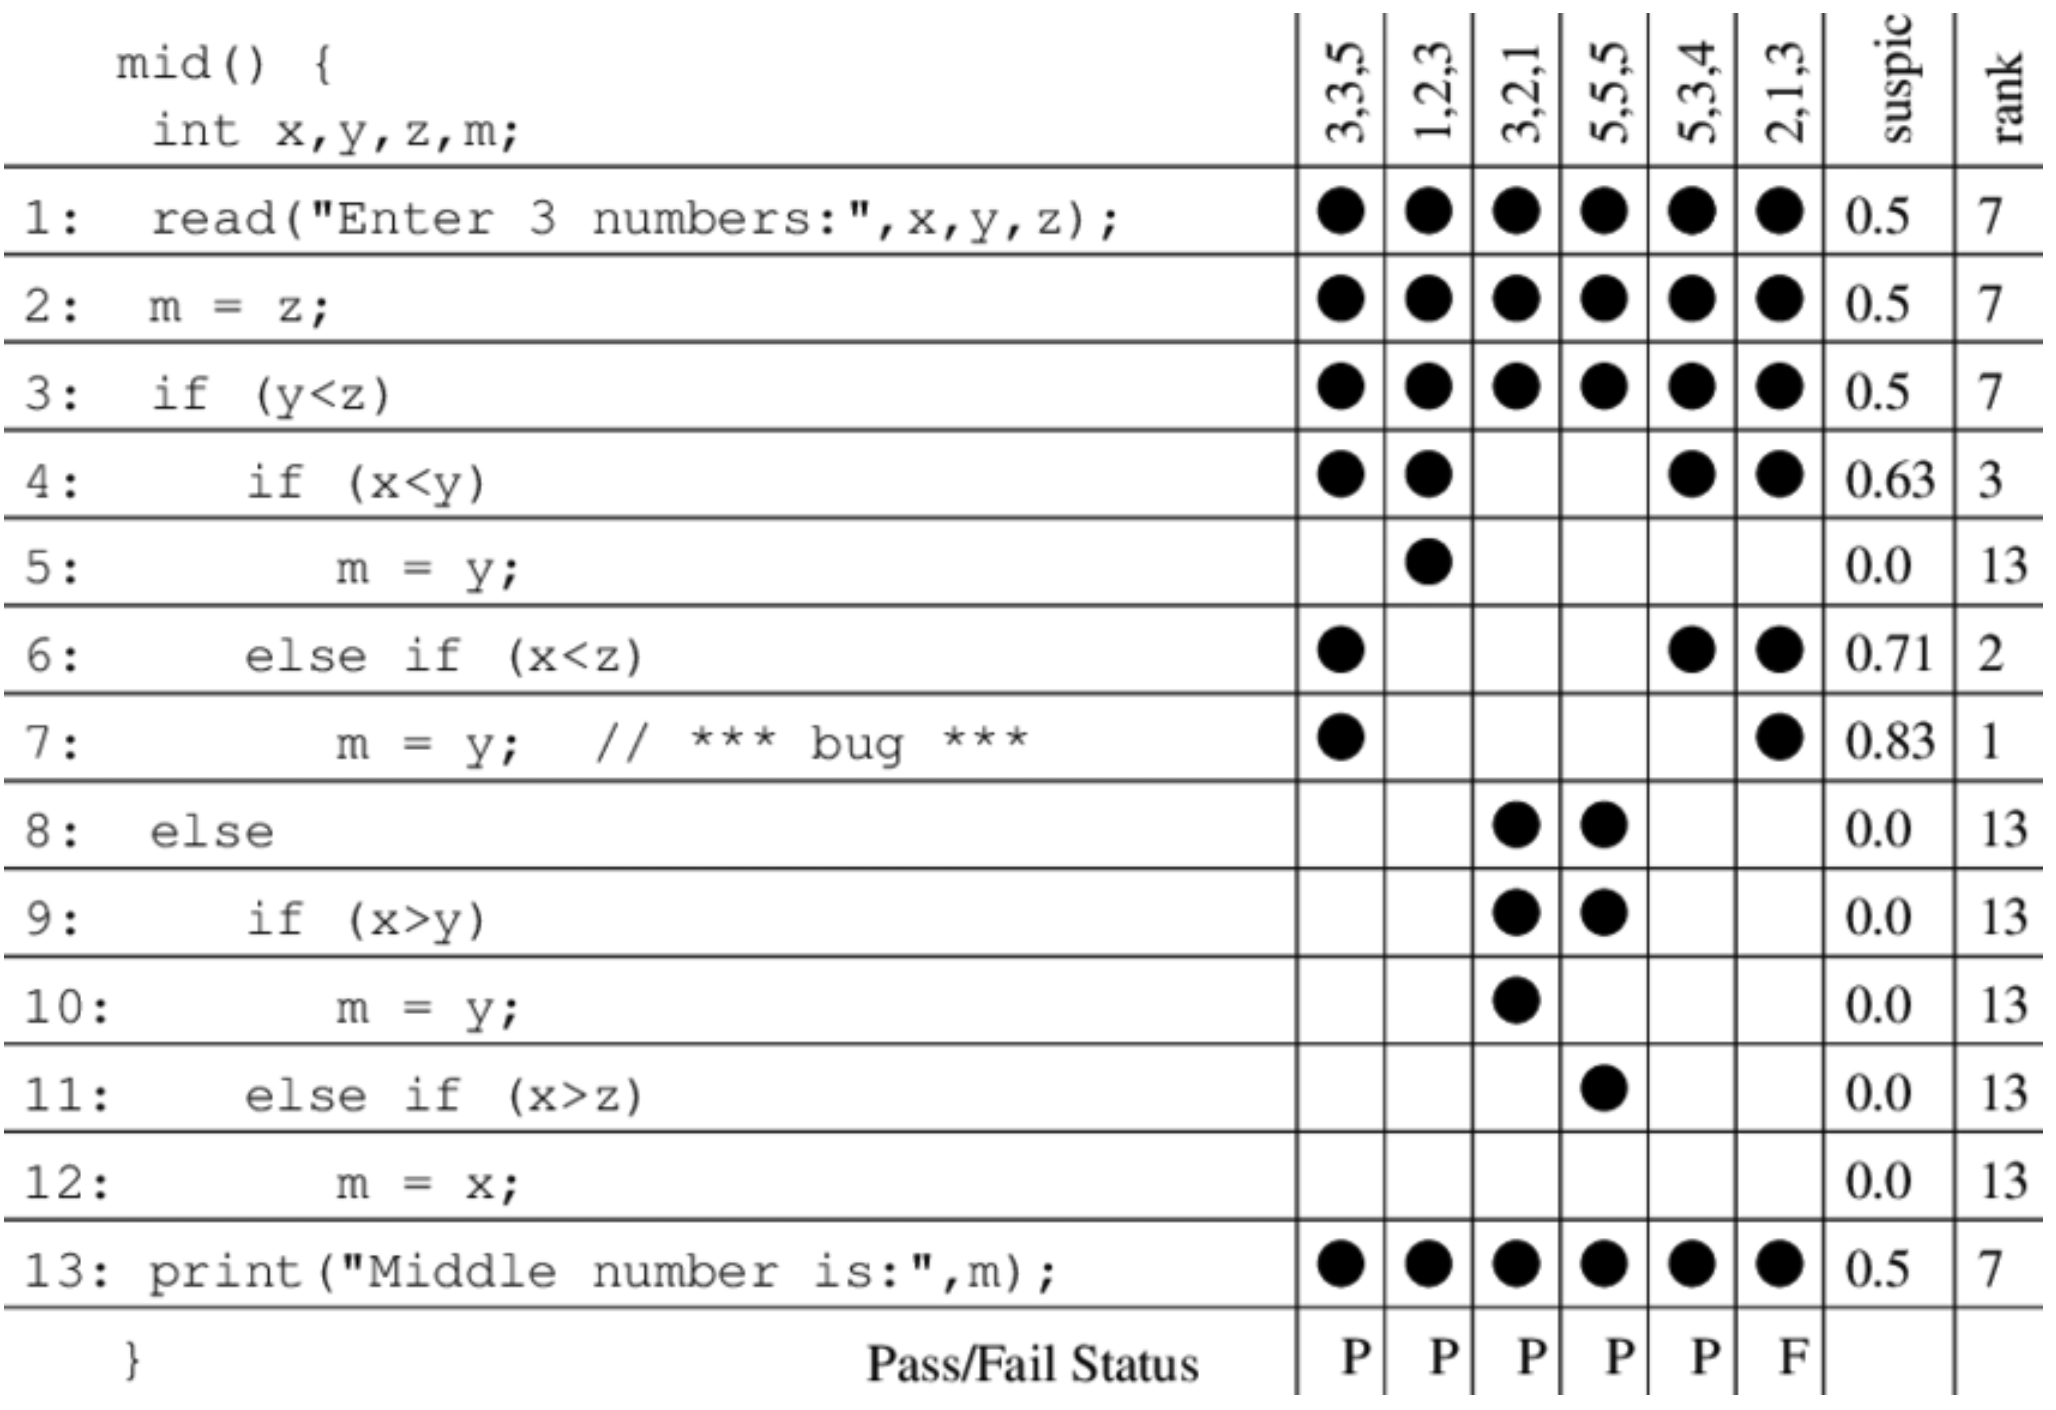 mid() { 3,3,5 1,2,3 3,2,1 5,5,5 5,3,4 2,1,3 suspic rank
int x,y,z,m;
1: read("Enter 3 numbers:",x,y,z); ● ● ● ● ● ● 0.5 7
2: m = z; ● ● ● ● ● ● 0.5 7
3: if (y<z) ● ● ● ● ● ● 0.5 7
4: if (x<y) ● ● ● ● 0.63 3
5: m = y; ● 0.0 13
6: else if (x<z) ● ● ● 0.71 2
7: m = y; // *** bug *** ● ● 0.83 1
8: else ● ● 0.0 13
9: if (x>y) ● ● 0.0 13
10: m = y; ● 0.0 13
11: else if (x>z) ● 0.0 13
12: m = x; 0.0 13
13: print("Middle number is:",m); ● ● ● ● ● ● 0.5 7
} Pass/Fail Status P P P P P F